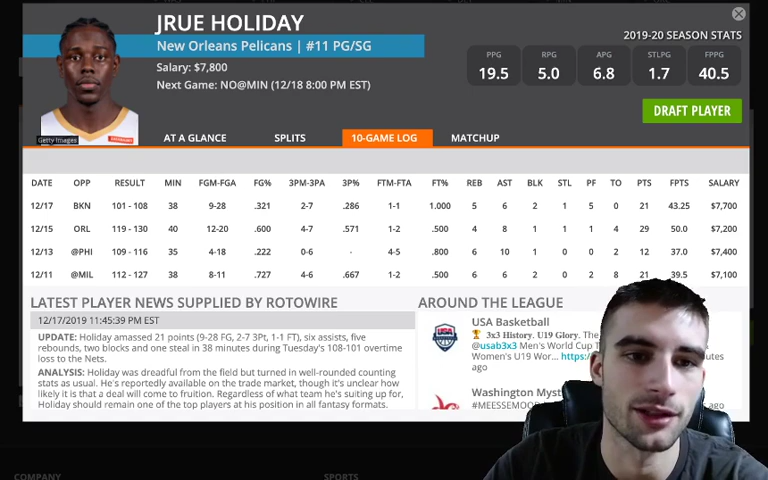 JRUE HOLIDAY
New Orleans Pelicans | #11 PG/SG
Salary: $7,800
Next Game: NO@MIN (12/18 8:00 PM EST)
Getty Images
2019-20 SEASON STATS
PPG RPG APG STLPG FPPG
19.5 5.0 6.8 1.7 40.5
DRAFT PLAYER
AT A GLANCE SPLITS 10-GAME LOG MATCHUP
DATE OPP RESULT MIN FGM-FGA FG% 3PM-3PA 3P% FTM-FTA FT% REB AST BLK STL PF TO PTS FPTS SALARY
12/17 BKN 101 - 108 38 9-28 .321 2-7 .286 1-1 1.000 5 6 2 1 5 0 21 43.25 $7,700
12/15 ORL 119 - 130 40 12-20 .600 4-7 .571 1-2 .500 4 8 1 1 1 4 29 50.0 $7,200
12/13 @PHI 109 - 116 35 4-18 .222 0-6 - 4-5 .800 6 10 1 0 0 2 12 37.0 $7,400
12/11 @MIL 112 - 127 38 8-11 .727 4-6 .667 1-2 .500 6 6 2 0 2 8 21 39.5 $7,100
LATEST PLAYER NEWS SUPPLIED BY ROTOWIRE
12/17/2019 11:45:39 PM EST
UPDATE: Holiday amassed 21 points (9-28 FG, 2-7 3Pt, 1-1 FT), six assists, five
rebounds, two blocks and one steal in 38 minutes during Tuesday's 108-101 overtime
loss to the Nets.
ANALYSIS: Holiday was dreadful from the field but turned in well-rounded counting
stats as usual. He's reportedly available on the trade market, though it's unclear how
likely it is that a deal will come to fruition. Regardless of what team he's suiting up for,
Holiday should remain one of the top players at his position in all fantasy formats.
AROUND THE LEAGUE
USA Basketball
3x3 History. U19 Glory. The
@usab3x3 Men's World Cup T
Women's U19 Wor... https:/ utes
ago
Washington Myst
#MEESSEMOO ago
COMPANY SPORTS